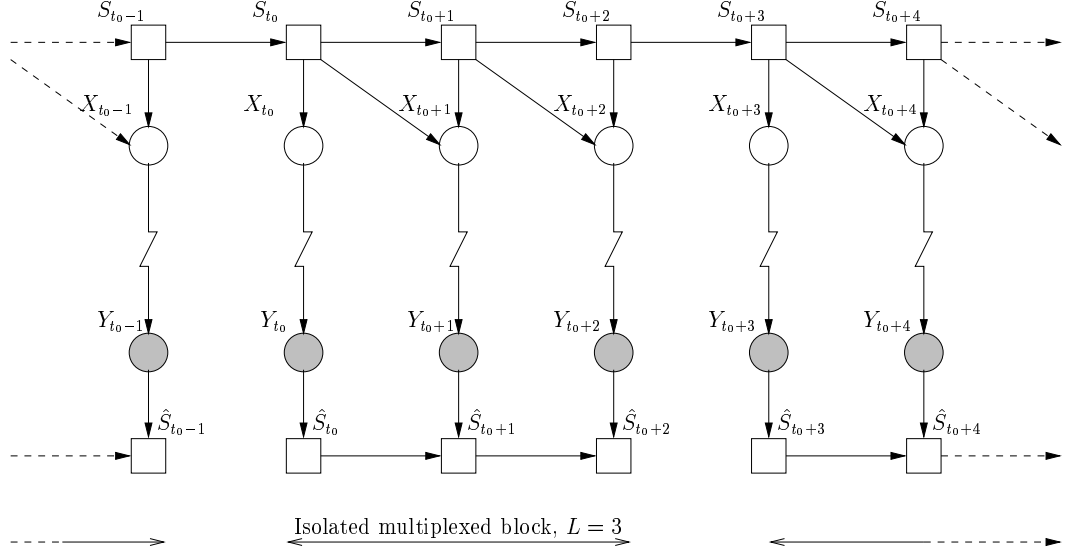 S_{t_0−1} S_{t_0} S_{t_0+1} S_{t_0+2} S_{t_0+3} S_{t_0+4}
X_{t_0−1} X_{t_0} X_{t_0+1} X_{t_0+2} X_{t_0+3} X_{t_0+4}
Y_{t_0−1} Y_{t_0} Y_{t_0+1} Y_{t_0+2} Y_{t_0+3} Y_{t_0+4}
Ŝ_{t_0−1} Ŝ_{t_0} Ŝ_{t_0+1} Ŝ_{t_0+2} Ŝ_{t_0+3} Ŝ_{t_0+4}
Isolated multiplexed block, L = 3